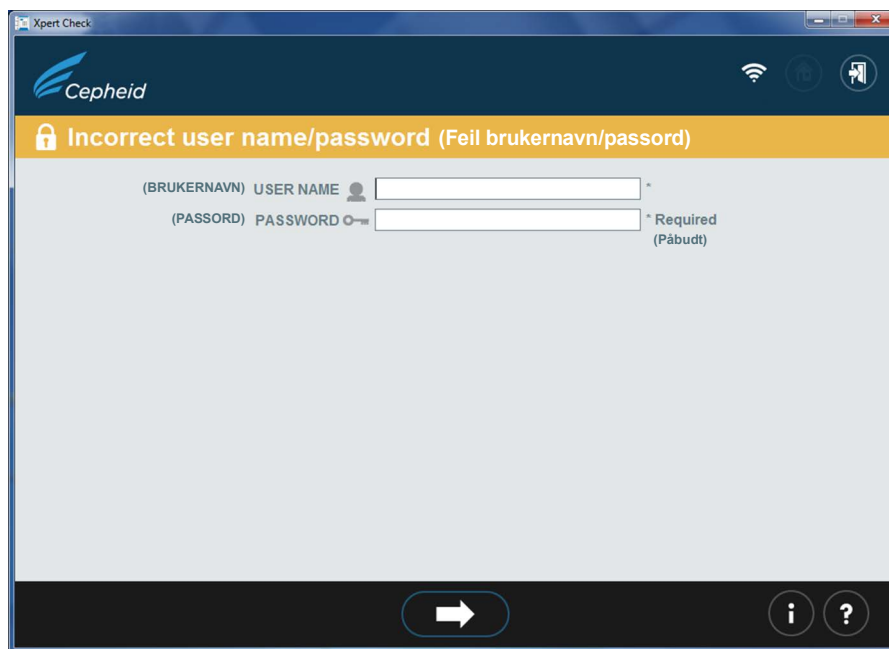 Xpert Check
Cepheid
Incorrect user name/password (Feil brukernavn/passord)
(BRUKERNAVN) USER NAME *
(PASSORD) PASSWORD * Required
(Påbudt)
i ?